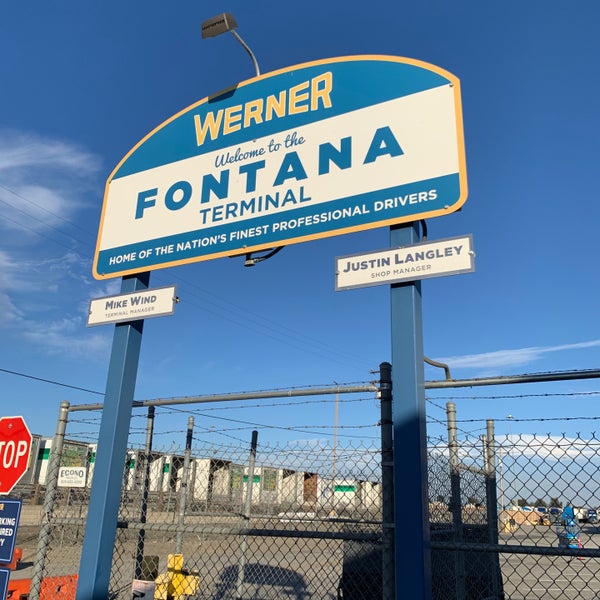 WERNER
Welcome to the
FONTANA
TERMINAL
HOME OF THE NATION'S FINEST PROFESSIONAL DRIVERS
MIKE WIND
TERMINAL MANAGER
JUSTIN LANGLEY
SHOP MANAGER
TOP
ECONO